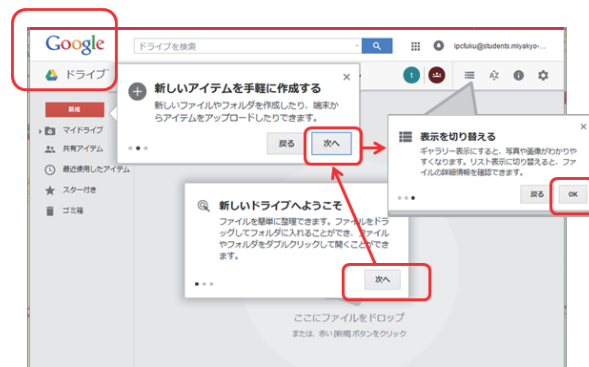 Google
ドライブを検索
ipcfuku@students.miyakyo-...
ドライブ
新規
マイドライブ
共有アイテム
最近使用したアイテム
スター付き
ゴミ箱
新しいアイテムを手軽に作成する
新しいファイルやフォルダを作成したり、端末か
らアイテムをアップロードしたりできます。
戻る
次へ
表示を切り替える
ギャラリー表示にすると、写真や画像がわかりや
すくなります。リスト表示に切り替えると、ファ
イルの詳細情報を確認できます。
戻る
OK
新しいドライブへようこそ
ファイルを簡単に整理できます。ファイルをドラ
ッグしてフォルダに入れることができ、ファイル
やフォルダをダブルクリックして開くことができ
ます。
次へ
ここにファイルをドロップ
または、赤い[新規]ボタンをクリック